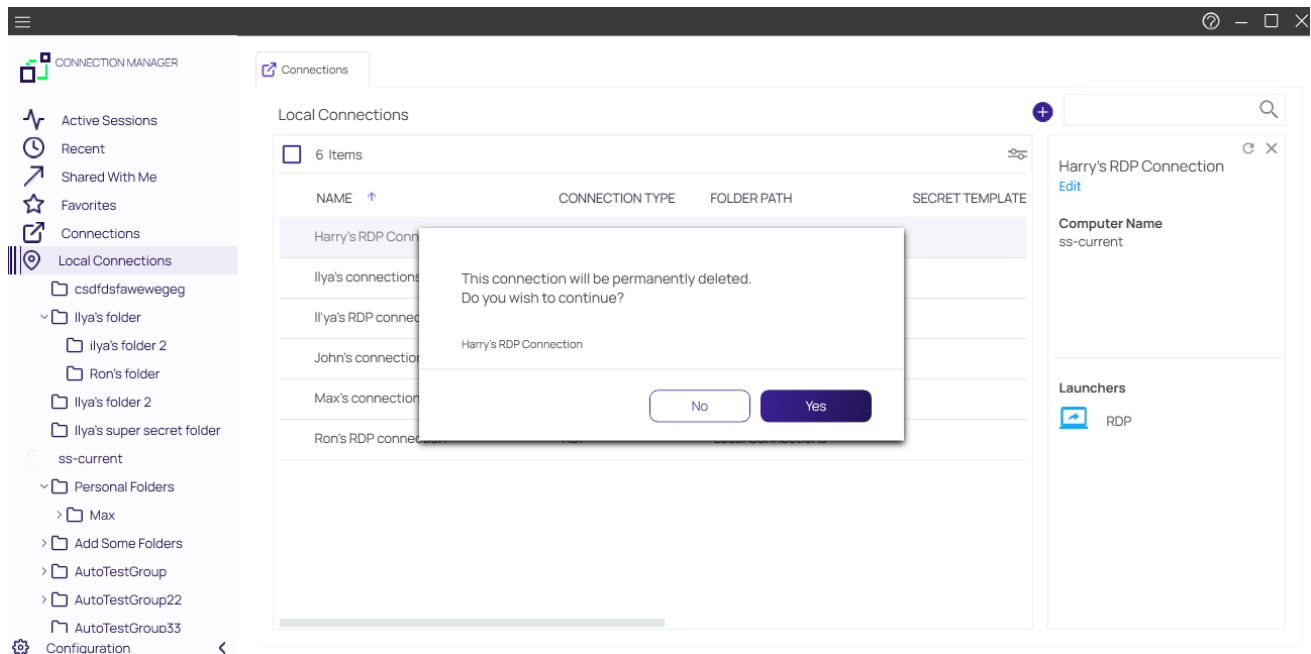 CONNECTION MANAGER
Active Sessions
Recent
Shared With Me
Favorites
Connections
Local Connections
csdfdsfawewegeg
Ilya's folder
ilya's folder 2
Ron's folder
Ilya's folder 2
Ilya's super secret folder
ss-current
Personal Folders
Max
Add Some Folders
AutoTestGroup
AutoTestGroup22
AutoTestGroup33
Configuration
Connections
Local Connections
6 Items
NAME CONNECTION TYPE FOLDER PATH SECRET TEMPLATE
Harry's RDP Conn
Ilya's connections
Il'ya's RDP connec
John's connection
Max's connection
Ron's RDP connection RDP Local Connections
This connection will be permanently deleted.
Do you wish to continue?
Harry's RDP Connection
No Yes
Harry's RDP Connection
Edit
Computer Name
ss-current
Launchers
RDP